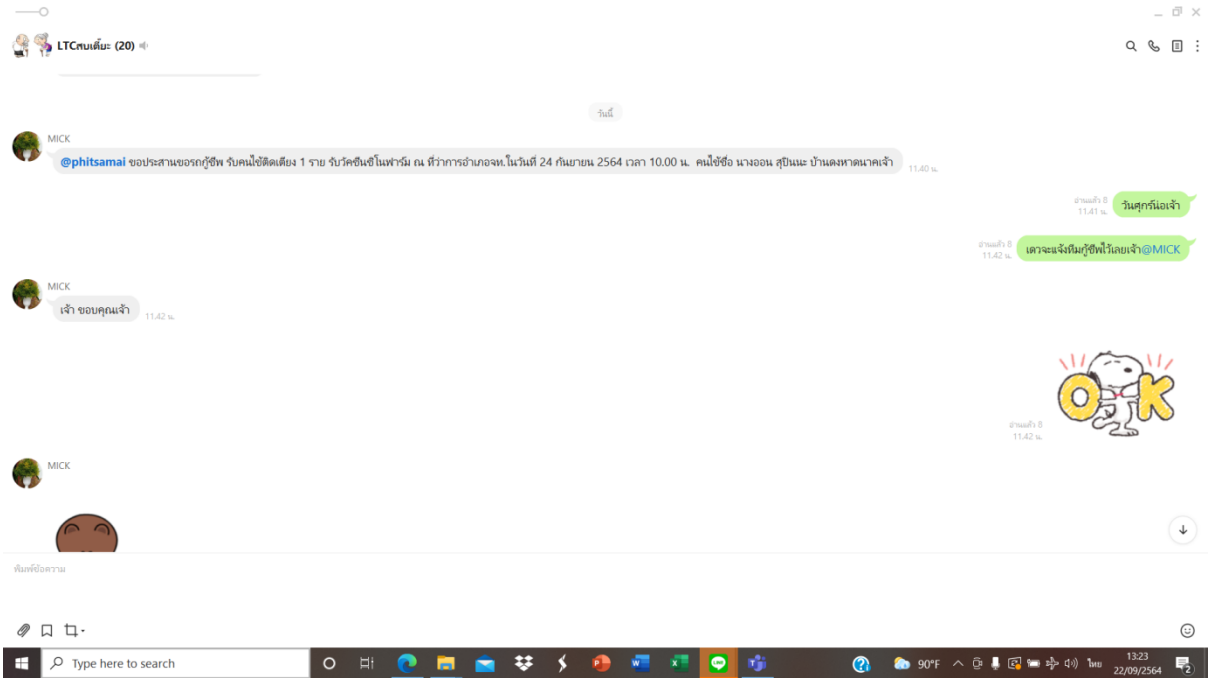 LTCสบเตี๊ยะ (20)
วันนี้
MICK
@phitsamai ขอประสานขอรถกู้ชีพ รับคนไข้ติดเตียง 1 ราย รับวัคซีนซิโนฟาร์ม ณ ที่ว่าการอำเภอจท.ในวันที่ 24 กันยายน 2564 เวลา 10.00 น. คนไข้ชื่อ นางออน สุปินนะ บ้านดงหาดนาคเจ้า
11.40 น.
อ่านแล้ว 8
11.41 น.
วันศุกร์น่อเจ้า
อ่านแล้ว 8
11.42 น.
เดวจะแจ้งทีมกู้ชีพไว้เลยเจ้า@MICK
MICK
เจ้า ขอบคุณเจ้า
11.42 น.
OK
อ่านแล้ว 8
11.42 น.
MICK
พิมพ์ข้อความ
Type here to search
90°F
ไทย
13:23
22/09/2564
2